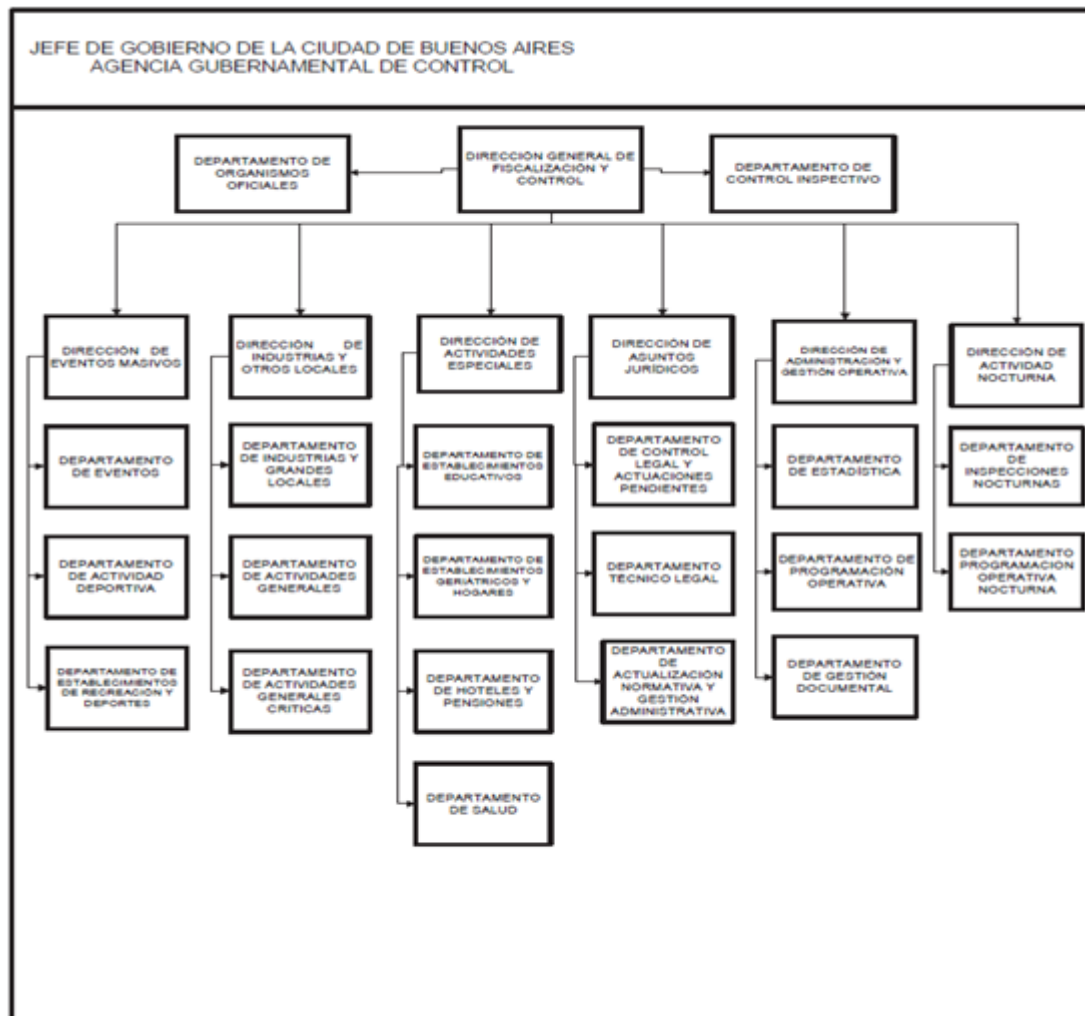 JEFE DE GOBIERNO DE LA CIUDAD DE BUENOS AIRES
AGENCIA GUBERNAMENTAL DE CONTROL
DEPARTAMENTO DE
ORGANISMOS
OFICIALES
DIRECCIÓN GENERAL DE
FISCALIZACIÓN Y
CONTROL
DEPARTAMENTO DE
CONTROL INSPECTIVO
DIRECCIÓN DE
EVENTOS MASIVOS
DIRECCIÓN DE
INDUSTRIAS Y
OTROS LOCALES
DIRECCIÓN DE
ACTIVIDADES
ESPECIALES
DIRECCIÓN DE
ASUNTOS
JURÍDICOS
DIRECCIÓN DE
ADMINISTRACIÓN Y
GESTIÓN OPERATIVA
DIRECCIÓN DE
ACTIVIDAD
NOCTURNA
DEPARTAMENTO
DE EVENTOS
DEPARTAMENTO
DE INDUSTRIAS Y
GRANDES
LOCALES
DEPARTAMENTO DE
ESTABLECIMIENTOS
EDUCATIVOS
DEPARTAMENTO
DE CONTROL
LEGAL Y
ACTUACIONES
PENDIENTES
DEPARTAMENTO
DE ESTADÍSTICA
DEPARTAMENTO
DE
INSPECCIONES
NOCTURNAS
DEPARTAMENTO
DE ACTIVIDAD
DEPORTIVA
DEPARTAMENTO
DE ACTIVIDADES
GENERALES
DEPARTAMENTO DE
ESTABLECIMIENTOS
GERIÁTRICOS Y
HOGARES
DEPARTAMENTO
TÉCNICO LEGAL
DEPARTAMENTO DE
PROGRAMACIÓN
OPERATIVA
DEPARTAMENTO
PROGRAMACIÓN
OPERATIVA
NOCTURNA
DEPARTAMENTO DE
ESTABLECIMIENTOS
DE RECREACIÓN Y
DEPORTES
DEPARTAMENTO
DE ACTIVIDADES
GENERALES
CRITICAS
DEPARTAMENTO
DE HOTELES Y
PENSIONES
DEPARTAMENTO
DE
ACTUALIZACIÓN
NORMATIVA Y
GESTIÓN
ADMINISTRATIVA
DEPARTAMENTO
DE GESTIÓN
DOCUMENTAL
DEPARTAMENTO
DE SALUD